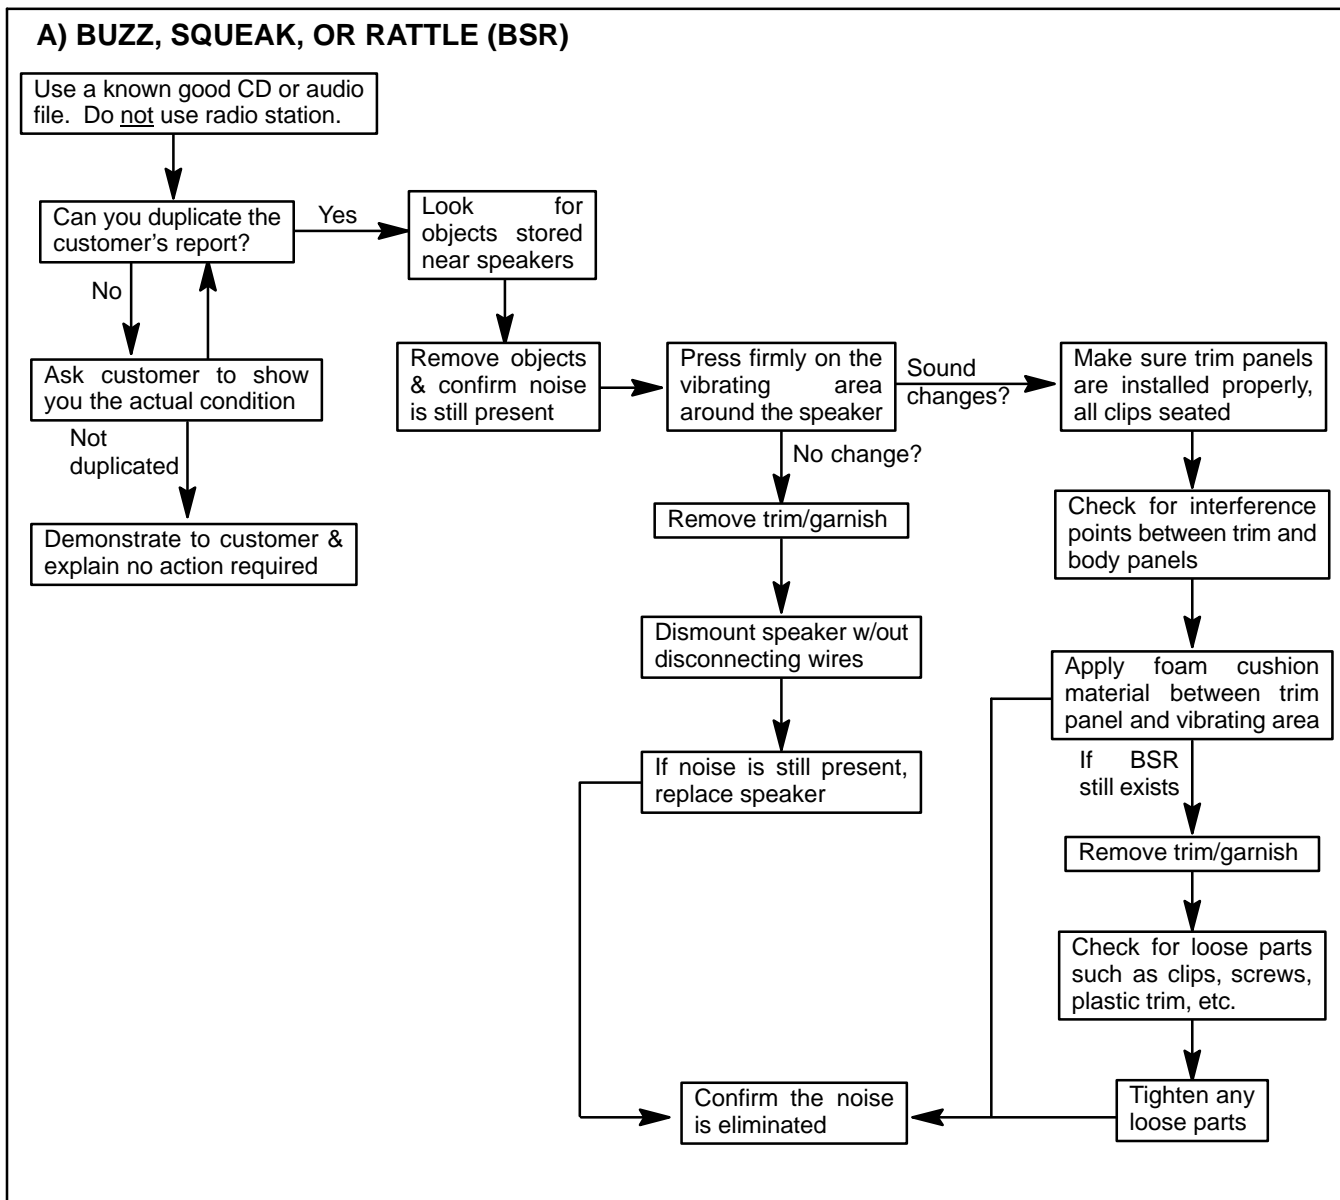 A) BUZZ, SQUEAK, OR RATTLE (BSR)
Use a known good CD or audio
file. Do not use radio station.
Can you duplicate the
customer's report?
Yes
Look for
objects stored
near speakers
No
Ask customer to show
you the actual condition
Not
duplicated
Demonstrate to customer &
explain no action required
Remove objects
& confirm noise
is still present
Press firmly on the
vibrating area
around the speaker
Sound
changes?
Make sure trim panels
are installed properly,
all clips seated
No change?
Remove trim/garnish
Dismount speaker w/out
disconnecting wires
If noise is still present,
replace speaker
Check for interference
points between trim and
body panels
Apply foam cushion
material between trim
panel and vibrating area
If BSR
still exists
Remove trim/garnish
Check for loose parts
such as clips, screws,
plastic trim, etc.
Tighten any
loose parts
Confirm the noise
is eliminated